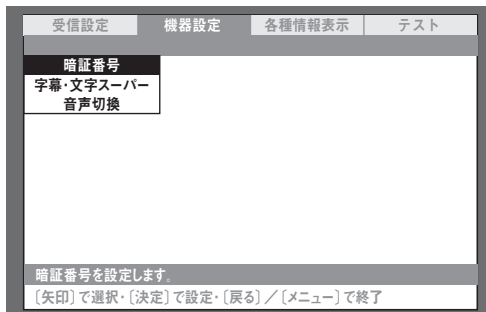 受信設定 機器設定 各種情報表示 テスト
暗証番号
字幕･文字スーパー
音声切換
暗証番号を設定します。
〔矢印〕で選択･〔決定〕で設定･〔戻る〕／〔メニュー〕で終了